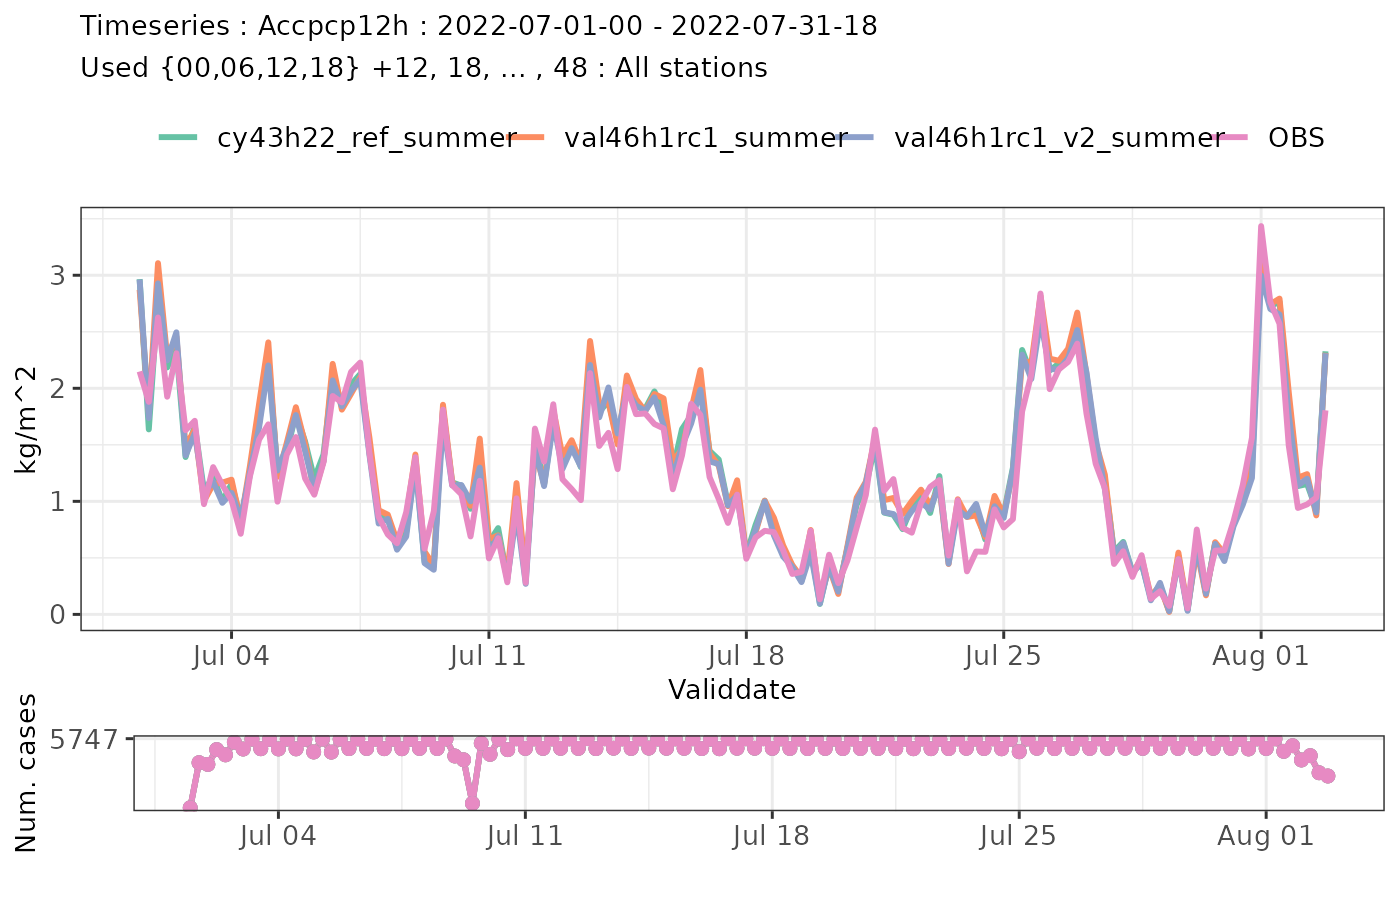 Timeseries : Accpcp12h : 2022-07-01-00 - 2022-07-31-18
Used {00,06,12,18} +12, 18, ... , 48 : All stations
cy43h22_ref_summer val46h1rc1_summer val46h1rc1_v2_summer OBS
kg/m^2
3
2
1
0
Jul 04 Jul 11 Jul 18 Jul 25 Aug 01
Validdate
Num. cases
5747
Jul 04 Jul 11 Jul 18 Jul 25 Aug 01